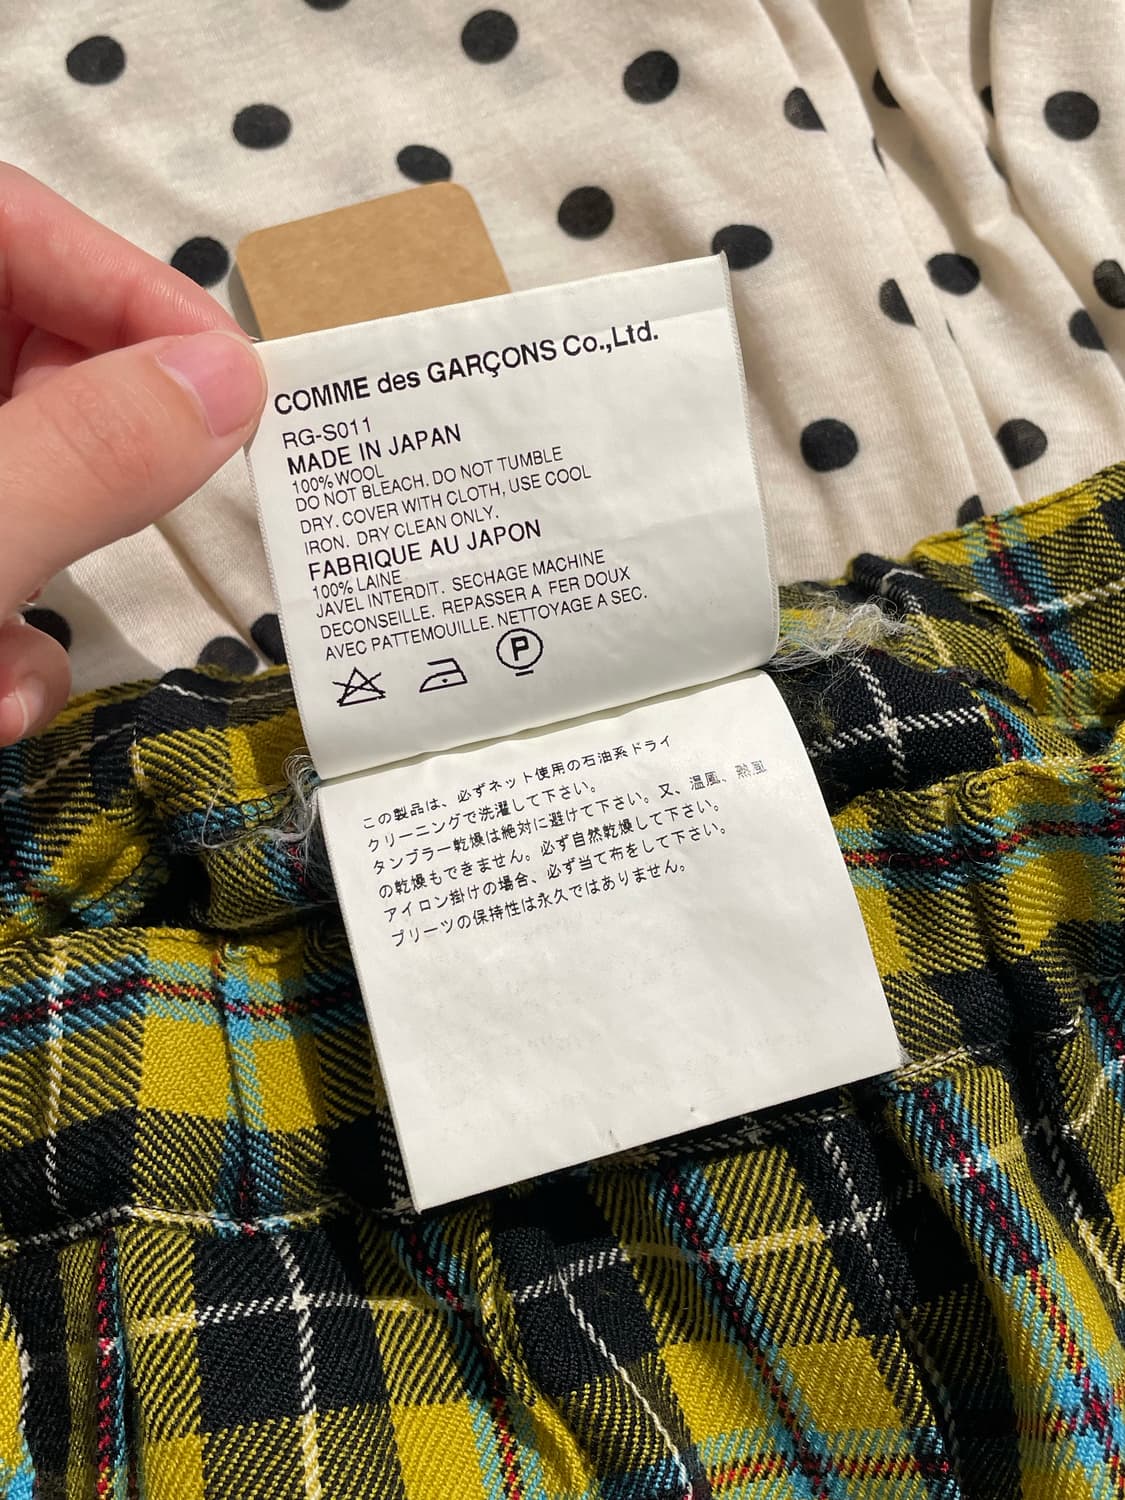 COMME des GARÇONS Co.,Ltd.
RG-S011
MADE IN JAPAN
100% WOOL
DO NOT BLEACH. DO NOT TUMBLE
DRY. COVER WITH CLOTH, USE COOL
IRON. DRY CLEAN ONLY.
FABRIQUE AU JAPON
100% LAINE
JAVEL INTERDIT. SECHAGE MACHINE
DECONSEILLE. REPASSER A FER DOUX
AVEC PATTEMOUILLE. NETTOYAGE A SEC.
P
この製品は、必ずネット使用の石油系ドライ
クリーニングで洗濯して下さい。
タンブラー乾燥は絶対に避けて下さい。又、温風、熱風
の乾燥もできません。必ず自然乾燥して下さい。
アイロン掛けの場合、必ず当て布をして下さい。
プリーツの保持性は永久ではありません。